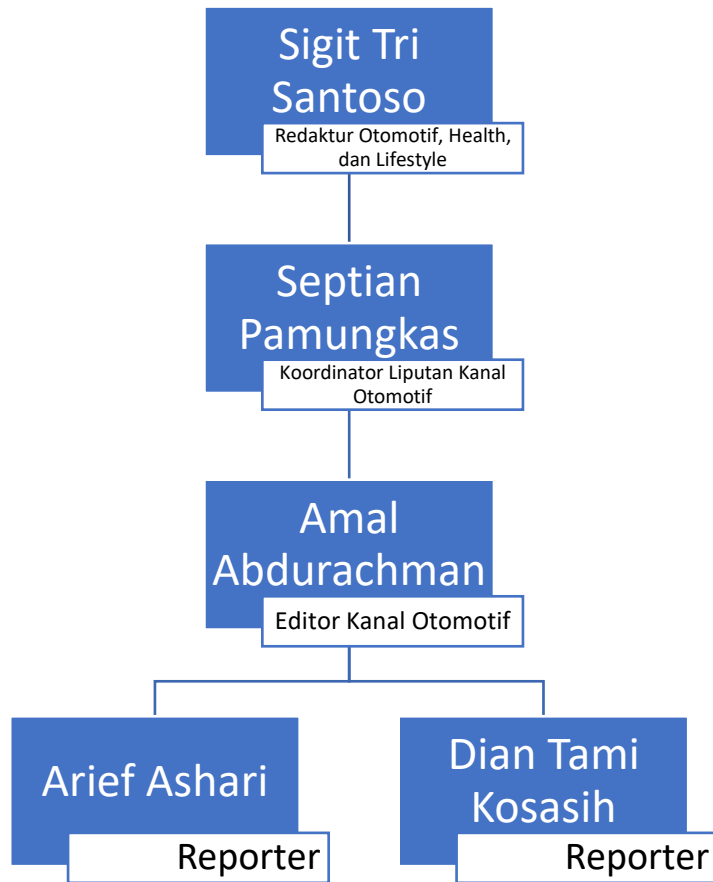 Sigit Tri
Santoso
Redaktur Otomotif, Health,
dan Lifestyle
Septian
Pamungkas
Koordinator Liputan Kanal
Otomotif
Amal
Abdurachman
Editor Kanal Otomotif
Arief Ashari
Reporter
Dian Tami
Kosasih
Reporter